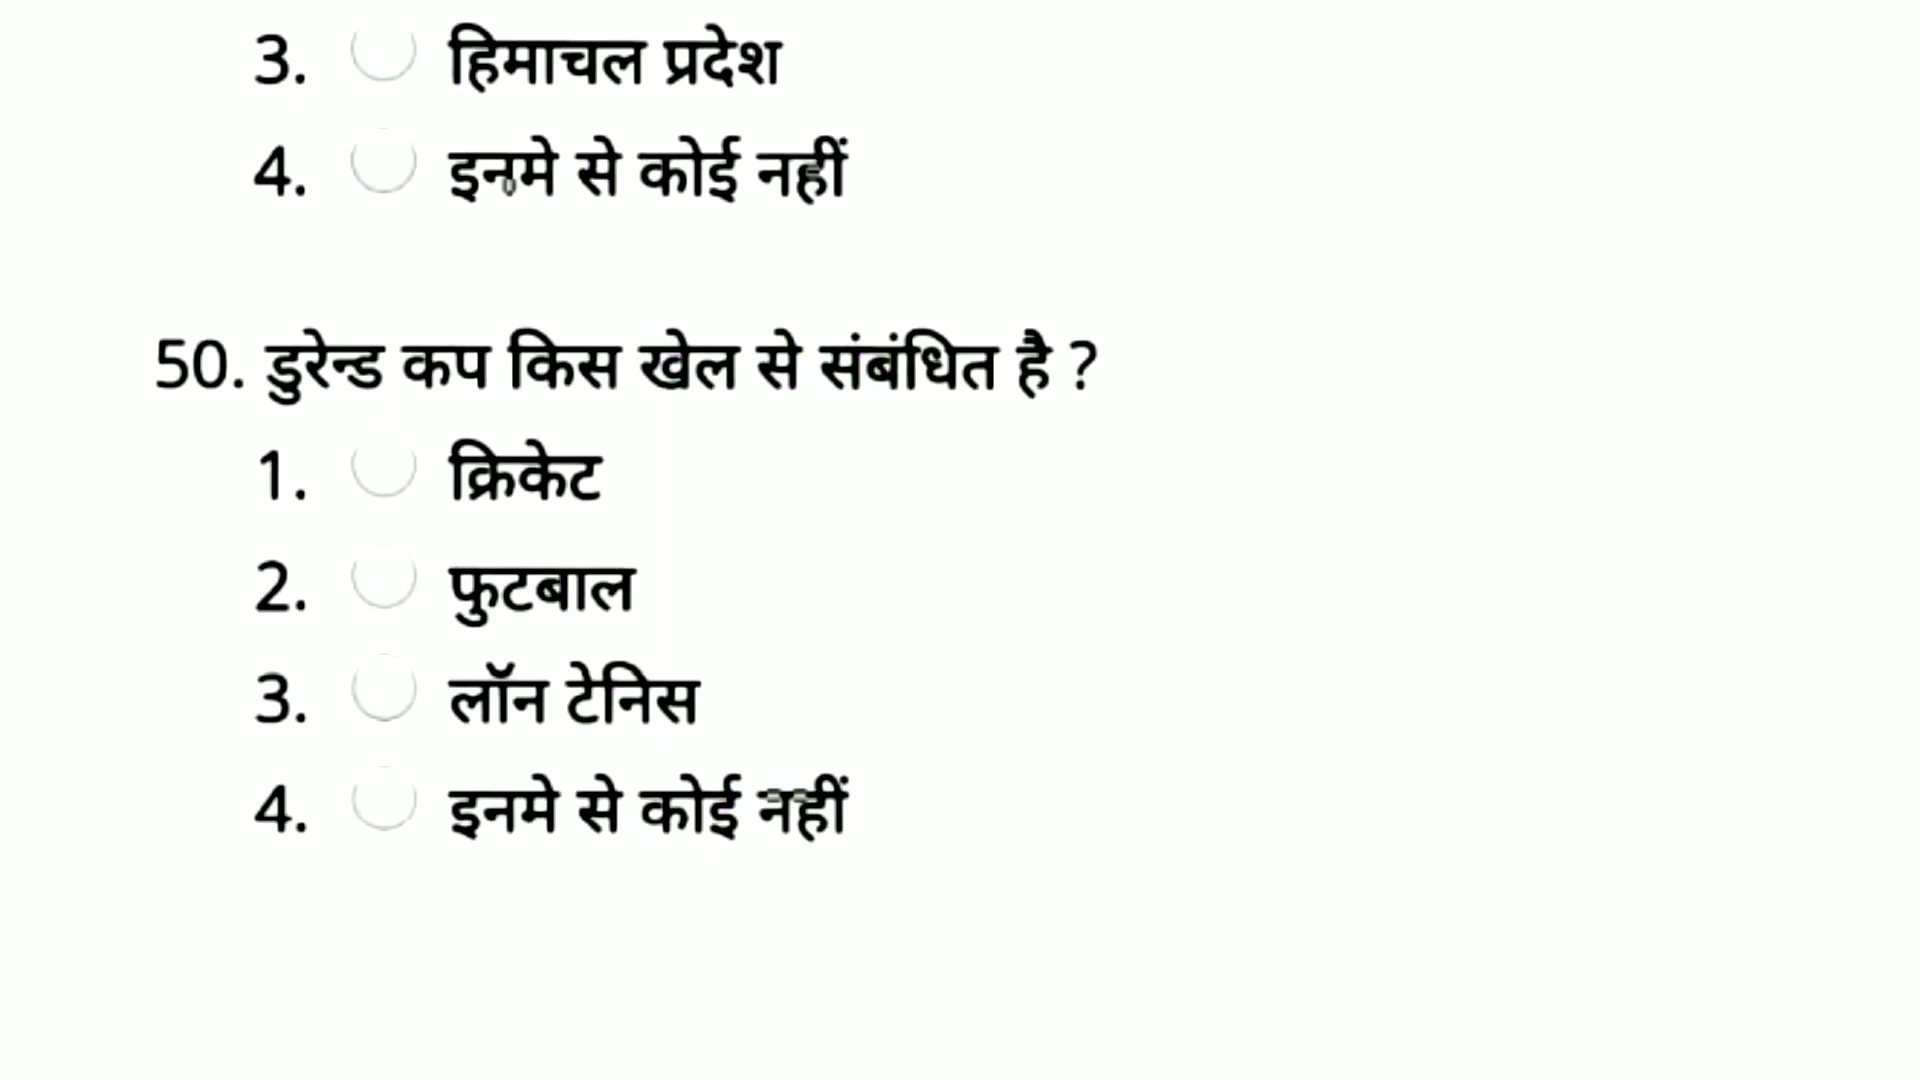 3. हिमाचल प्रदेश
4. इनमे से कोई नहीं
50. डुरेन्ड कप किस खेल से संबंधित है ?
1. क्रिकेट
2. फुटबाल
3. लॉन टेनिस
4. इनमे से कोई नहीं